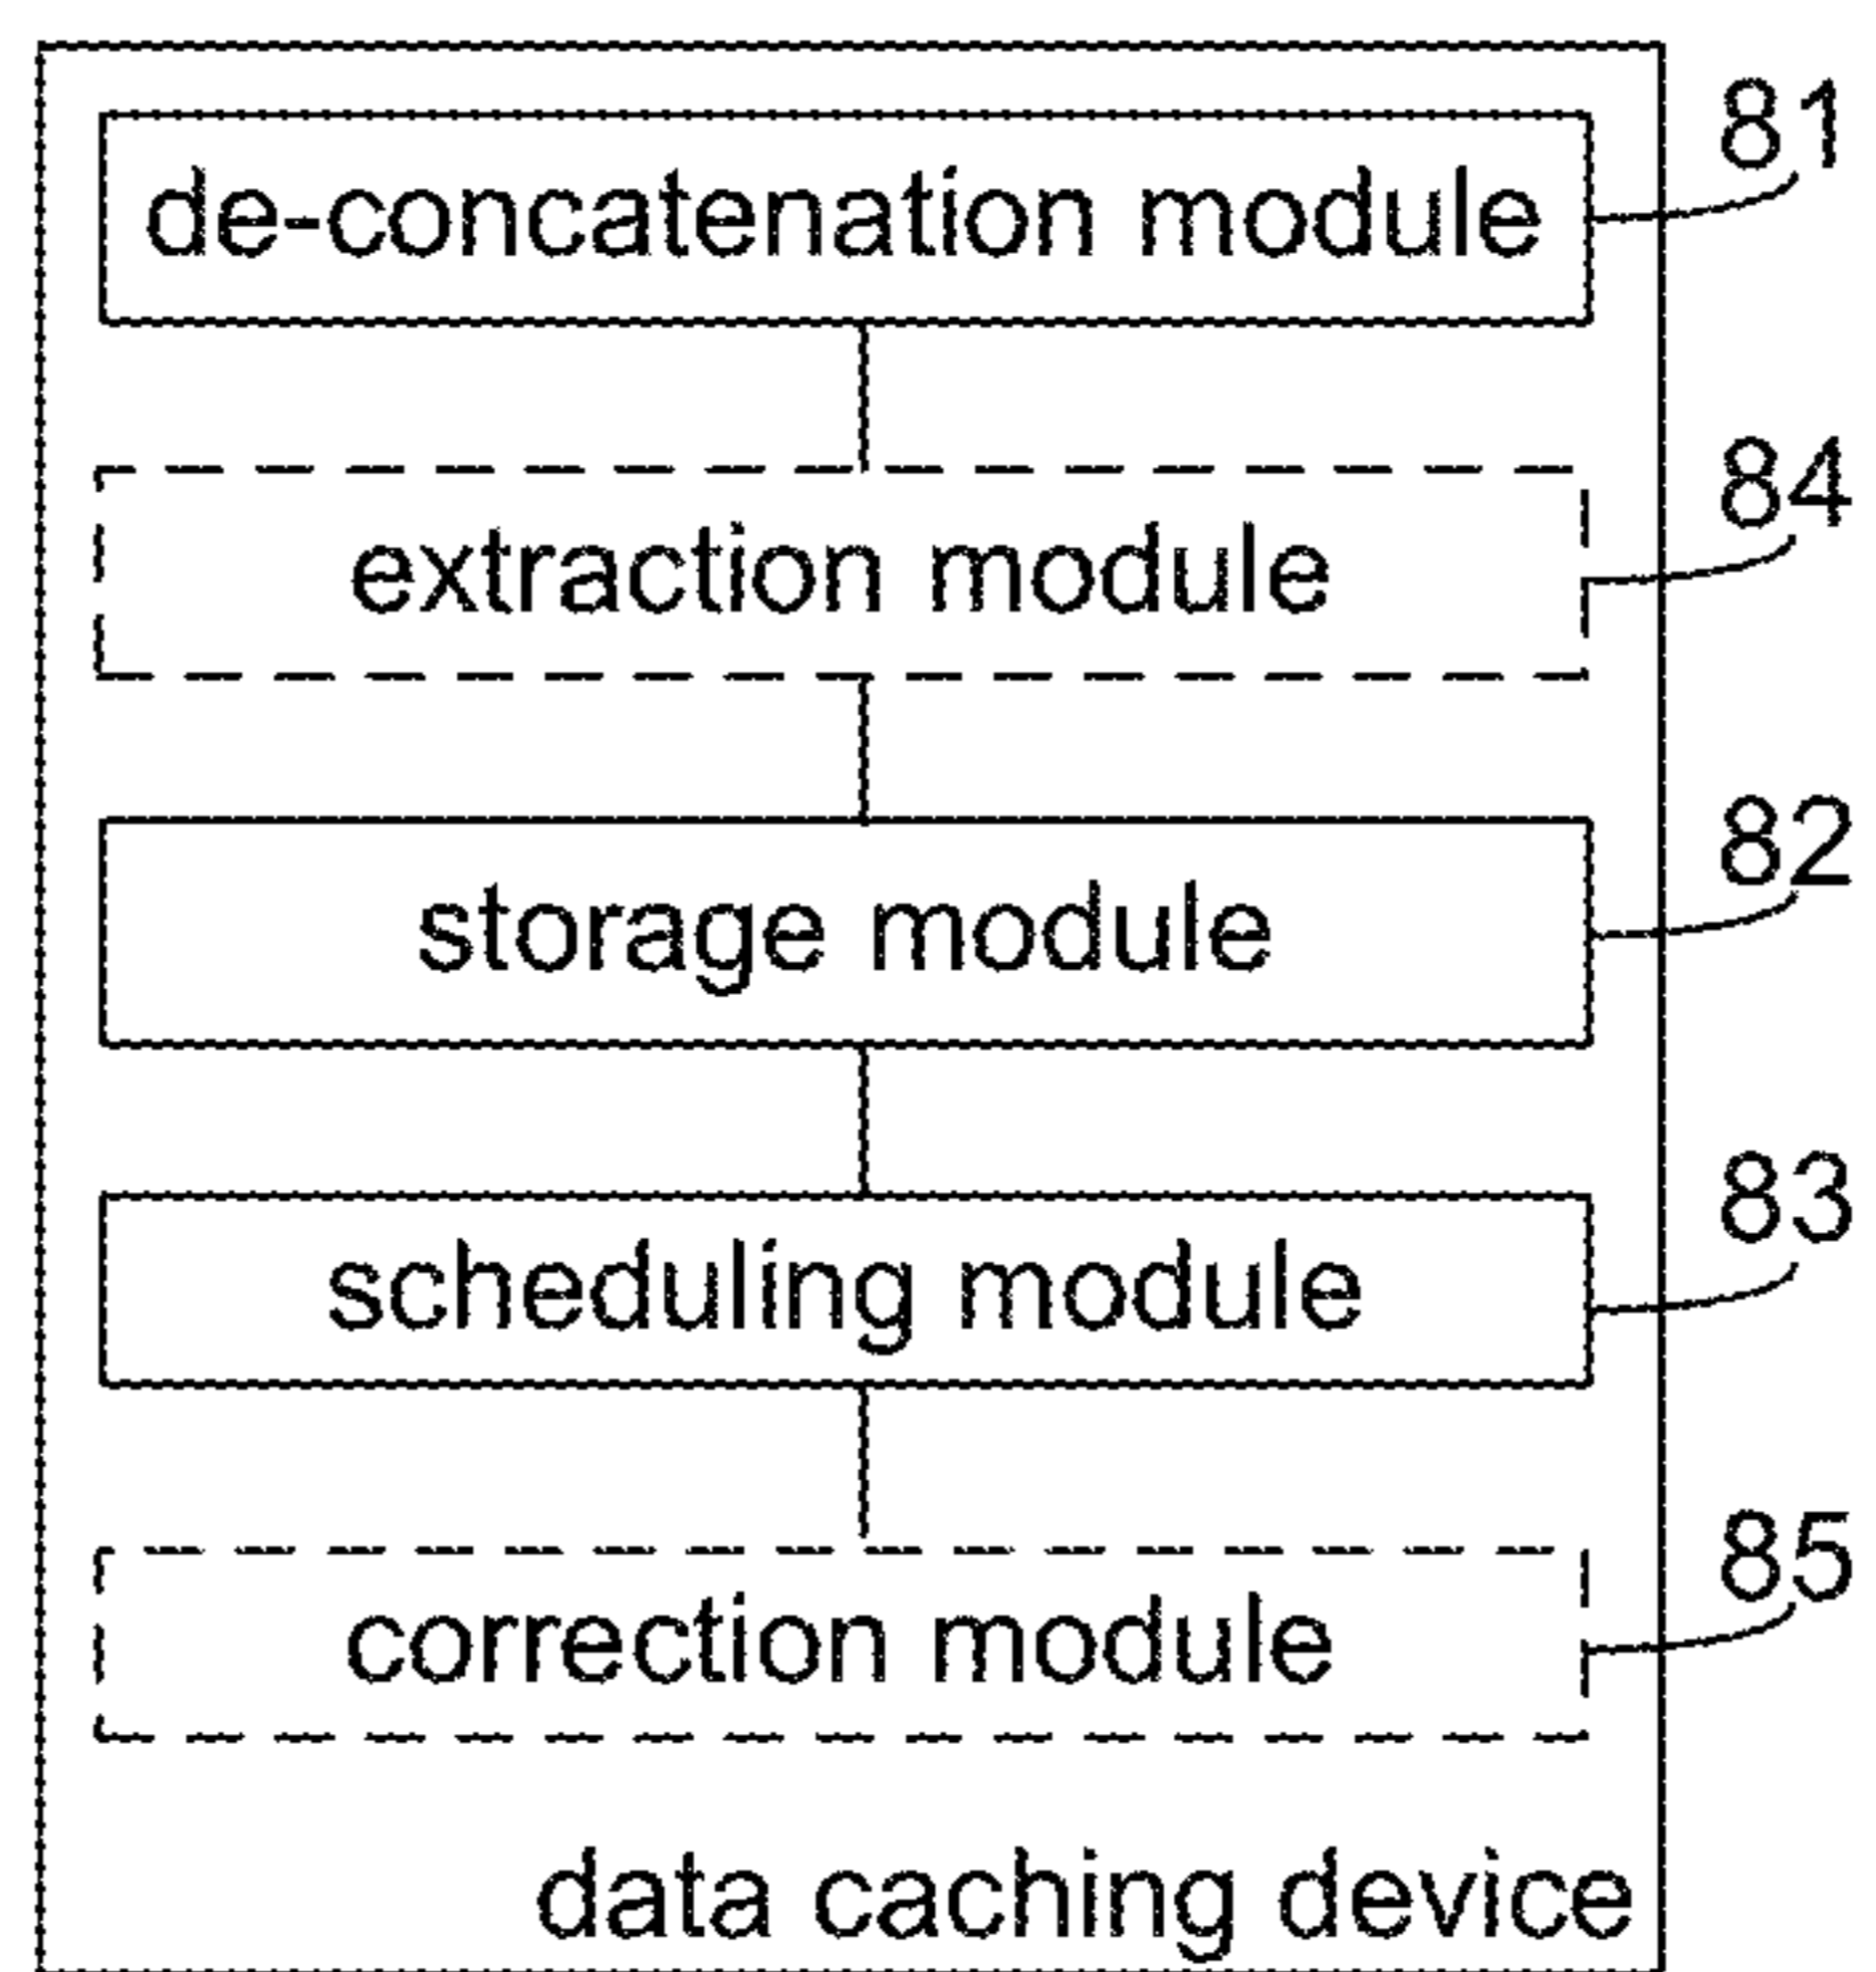 81
de-concatenation module
84
extraction module
82
storage module
83
scheduling module
85
correction module
data caching device